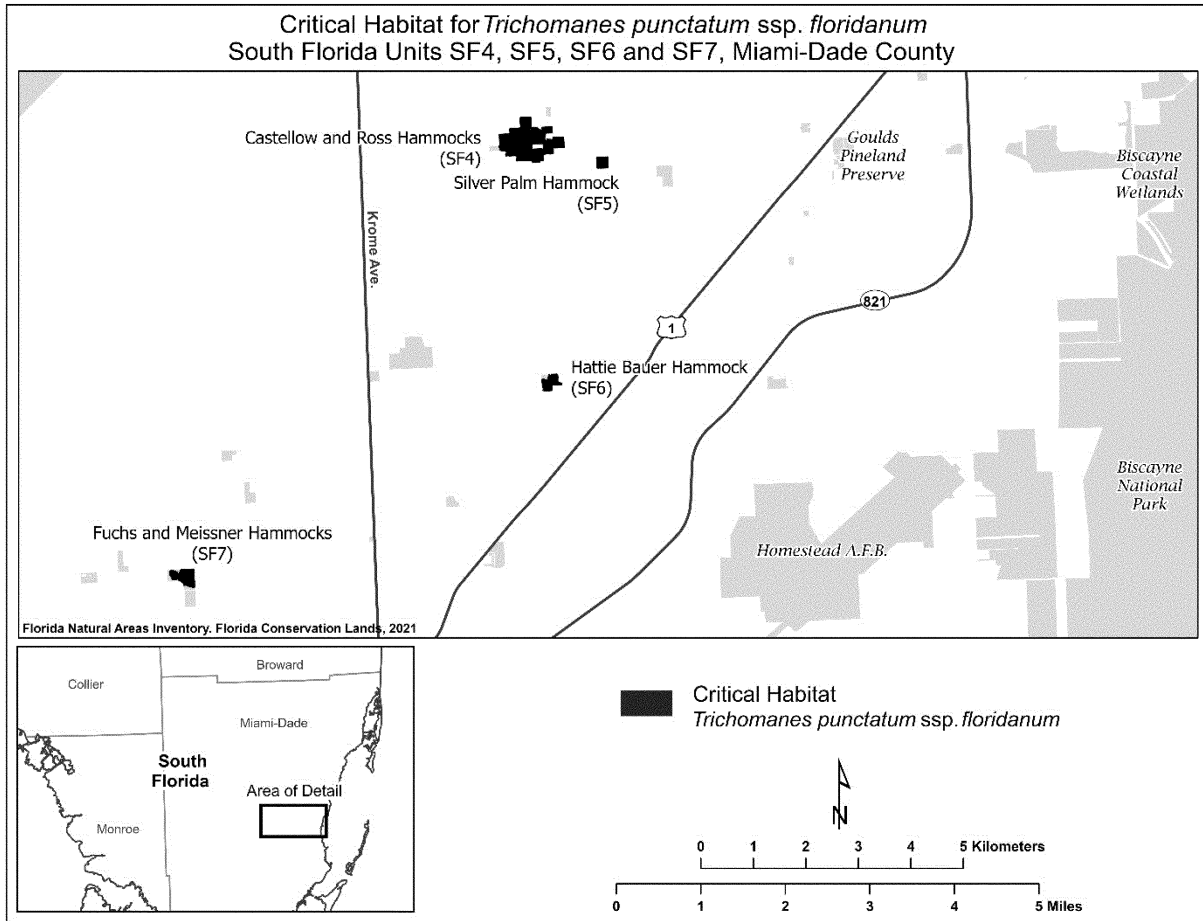 Critical Habitat for Trichomanes punctatum ssp. floridanum
South Florida Units SF4, SF5, SF6 and SF7, Miami-Dade County
Castellow and Ross Hammocks
(SF4)
Silver Palm Hammock
(SF5)
Goulds
Pineland
Preserve
Biscayne
Coastal
Wetlands
Krome Ave.
821
1
Hattie Bauer Hammock
(SF6)
Biscayne
National
Park
Fuchs and Meissner Hammocks
(SF7)
Homestead A.F.B.
Florida Natural Areas Inventory. Florida Conservation Lands, 2021
Broward
Collier
Miami-Dade
South
Florida
Area of Detail
Monroe
Critical Habitat
Trichomanes punctatum ssp. floridanum
N
0 1 2 3 4 5 Kilometers
0 1 2 3 4 5 Miles